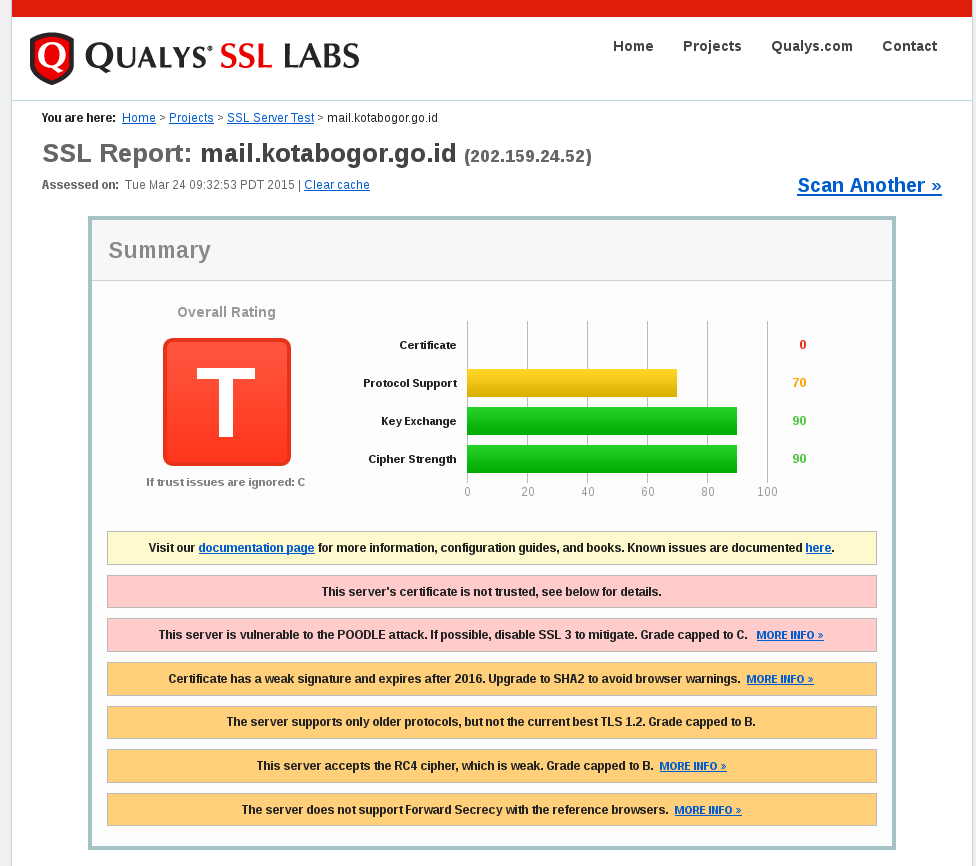 QUALYS® SSL LABS
Home Projects Qualys.com Contact
You are here: Home > Projects > SSL Server Test > mail.kotabogor.go.id
SSL Report: mail.kotabogor.go.id (202.159.24.52)
Assessed on: Tue Mar 24 09:32:53 PDT 2015 | Clear cache
Scan Another »
Summary
Overall Rating
T
If trust issues are ignored: C
Certificate 0
Protocol Support 70
Key Exchange 90
Cipher Strength 90
0 20 40 60 80 100
Visit our documentation page for more information, configuration guides, and books. Known issues are documented here.
This server's certificate is not trusted, see below for details.
This server is vulnerable to the POODLE attack. If possible, disable SSL 3 to mitigate. Grade capped to C. MORE INFO »
Certificate has a weak signature and expires after 2016. Upgrade to SHA2 to avoid browser warnings. MORE INFO »
The server supports only older protocols, but not the current best TLS 1.2. Grade capped to B.
This server accepts the RC4 cipher, which is weak. Grade capped to B. MORE INFO »
The server does not support Forward Secrecy with the reference browsers. MORE INFO »